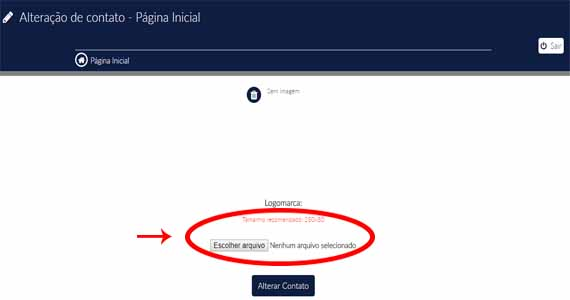 Alteração de contato - Página Inicial
Sair
Página Inicial
Sem imagem
Logomarca:
Tamanho recomendado: 250x80
Escolher arquivo Nenhum arquivo selecionado
Alterar Contato